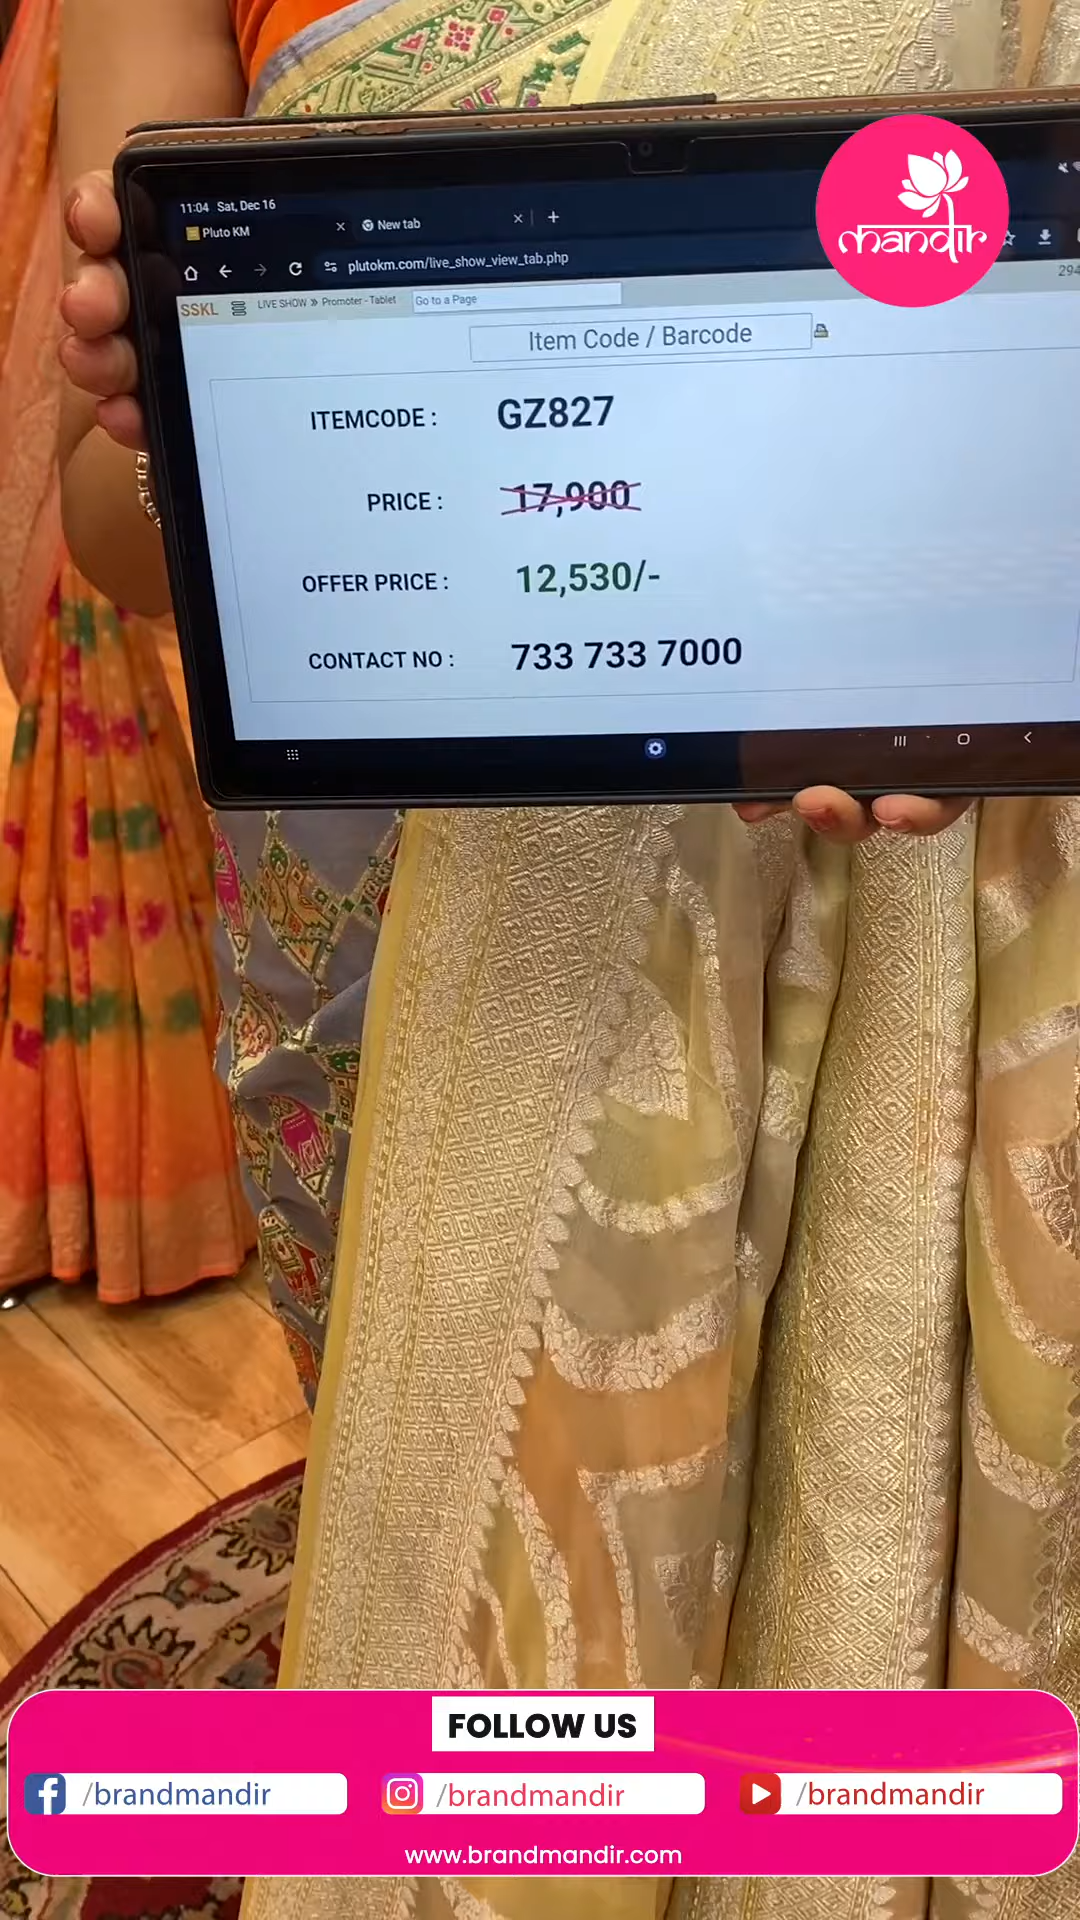 11:04 Sat, Dec 16
Pluto KM
New tab
plutokm.com/live_show_view_tab.php
mandir
294
SSKL
LIVE SHOW » Promoter - Tablet
Go to a Page
Item Code / Barcode
ITEMCODE : GZ827
PRICE : 17,900
OFFER PRICE : 12,530/-
CONTACT NO : 733 733 7000
FOLLOW US
/brandmandir
/brandmandir
/brandmandir
www.brandmandir.com